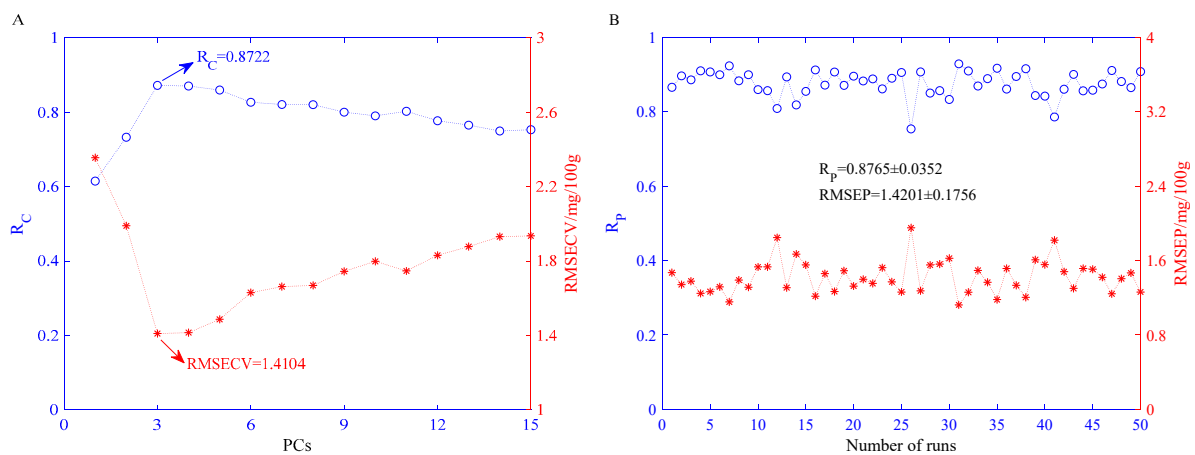 A
B
R_C=0.8722
RMSECV=1.4104
1
0.8
0.6
0.4
0.2
0
R_C
3
2.6
2.2
1.8
1.4
1
RMSECV/mg/100g
0 3 6 9 12 15
PCs
R_P=0.8765±0.0352
RMSEP=1.4201±0.1756
1
0.8
0.6
0.4
0.2
0
R_P
4
3.2
2.4
1.6
0.8
0
RMSEP/mg/100g
0 5 10 15 20 25 30 35 40 45 50
Number of runs